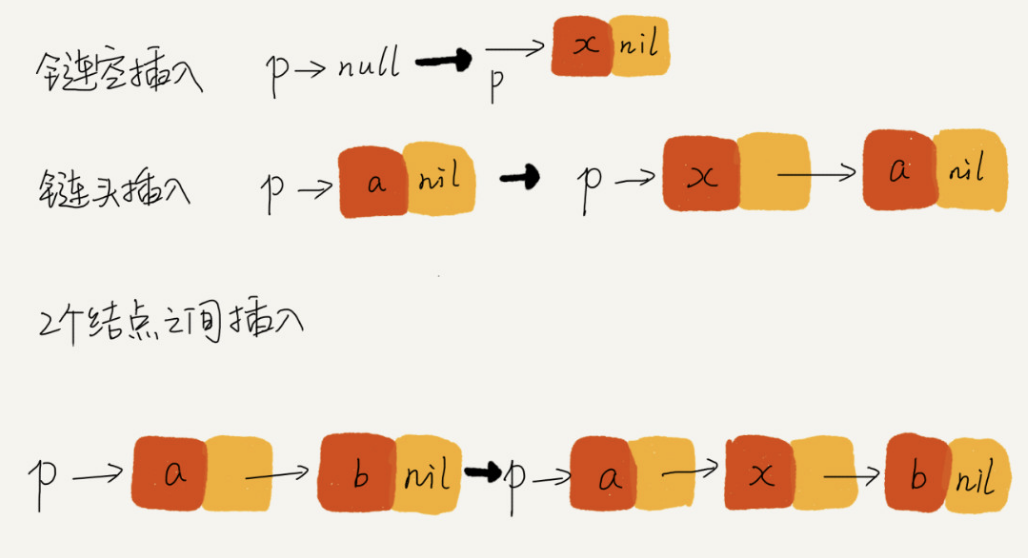 链空插入 p → null → p → x nil
链头插入 p → a nil → p → x → a nil
2个结点之间插入
p → a → b nil → p → a → x → b nil